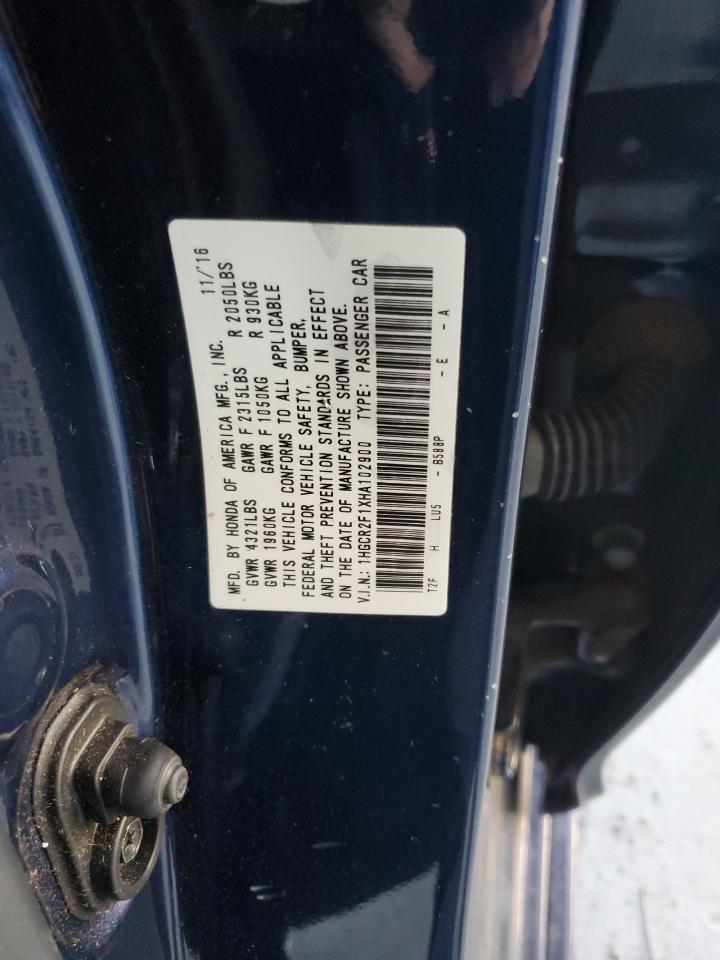 MFD. BY HONDA OF AMERICA MFG., INC. 11/'16
GVWR 4321LBS GAWR F 2315LBS R 2050LBS
GVWR 1960KG GAWR F 1050KG R 930KG
THIS VEHICLE CONFORMS TO ALL APPLICABLE
FEDERAL MOTOR VEHICLE SAFETY, BUMPER,
AND THEFT PREVENTION STANDARDS IN EFFECT
ON THE DATE OF MANUFACTURE SHOWN ABOVE.
V.I.N.: 1HGCR2F1XHA102900 TYPE: PASSENGER CAR
T2F H LU5 - B588P - E - A